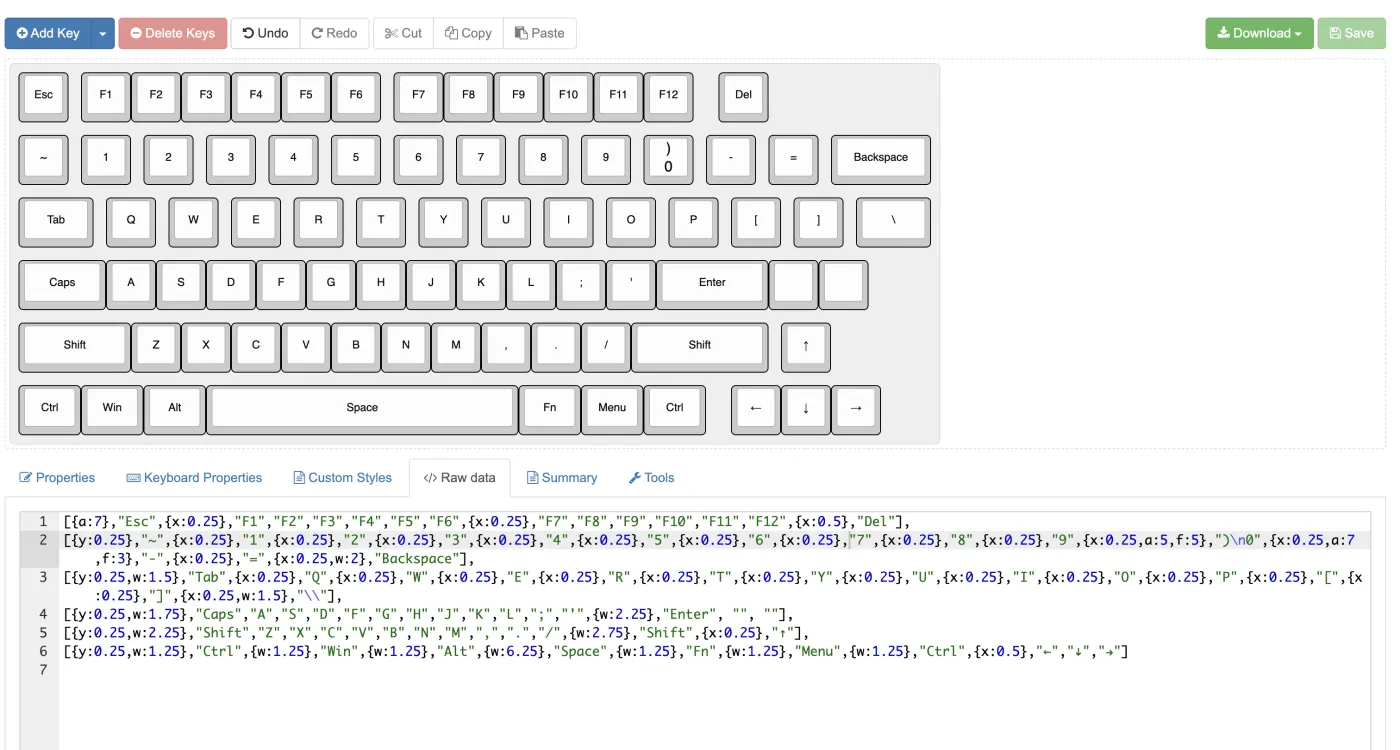 Add Key Delete Keys Undo Redo Cut Copy Paste Download Save
Esc F1 F2 F3 F4 F5 F6 F7 F8 F9 F10 F11 F12 Del
~ 1 2 3 4 5 6 7 8 9 ) - = Backspace
0
Tab Q W E R T Y U I O P [ ] \
Caps A S D F G H J K L ; ' Enter
Shift Z X C V B N M , . / Shift ↑
Ctrl Win Alt Space Fn Menu Ctrl ← ↓ →
Properties Keyboard Properties Custom Styles </> Raw data Summary Tools
1 [{a:7},"Esc",{x:0.25},"F1","F2","F3","F4","F5","F6",{x:0.25},"F7","F8","F9","F10","F11","F12",{x:0.5},"Del"],
2 [{y:0.25},"~",{x:0.25},"1",{x:0.25},"2",{x:0.25},"3",{x:0.25},"4",{x:0.25},"5",{x:0.25},"6",{x:0.25},"7",{x:0.25},"8",{x:0.25},"9",{x:0.25,a:5,f:5},")\n0",{x:0.25,a:7
,f:3},"-",{x:0.25},"=",{x:0.25,w:2},"Backspace"],
3 [{y:0.25,w:1.5},"Tab",{x:0.25},"Q",{x:0.25},"W",{x:0.25},"E",{x:0.25},"R",{x:0.25},"T",{x:0.25},"Y",{x:0.25},"U",{x:0.25},"I",{x:0.25},"O",{x:0.25},"P",{x:0.25},"[",{x
:0.25},"]",{x:0.25,w:1.5},"\\"],
4 [{y:0.25,w:1.75},"Caps","A","S","D","F","G","H","J","K","L",";","'",{w:2.25},"Enter", "", ""],
5 [{y:0.25,w:2.25},"Shift","Z","X","C","V","B","N","M",",",".","/",{w:2.75},"Shift",{x:0.25},"↑"],
6 [{y:0.25,w:1.25},"Ctrl",{w:1.25},"Win",{w:1.25},"Alt",{w:6.25},"Space",{w:1.25},"Fn",{w:1.25},"Menu",{w:1.25},"Ctrl",{x:0.5},"←","↓","→"]
7